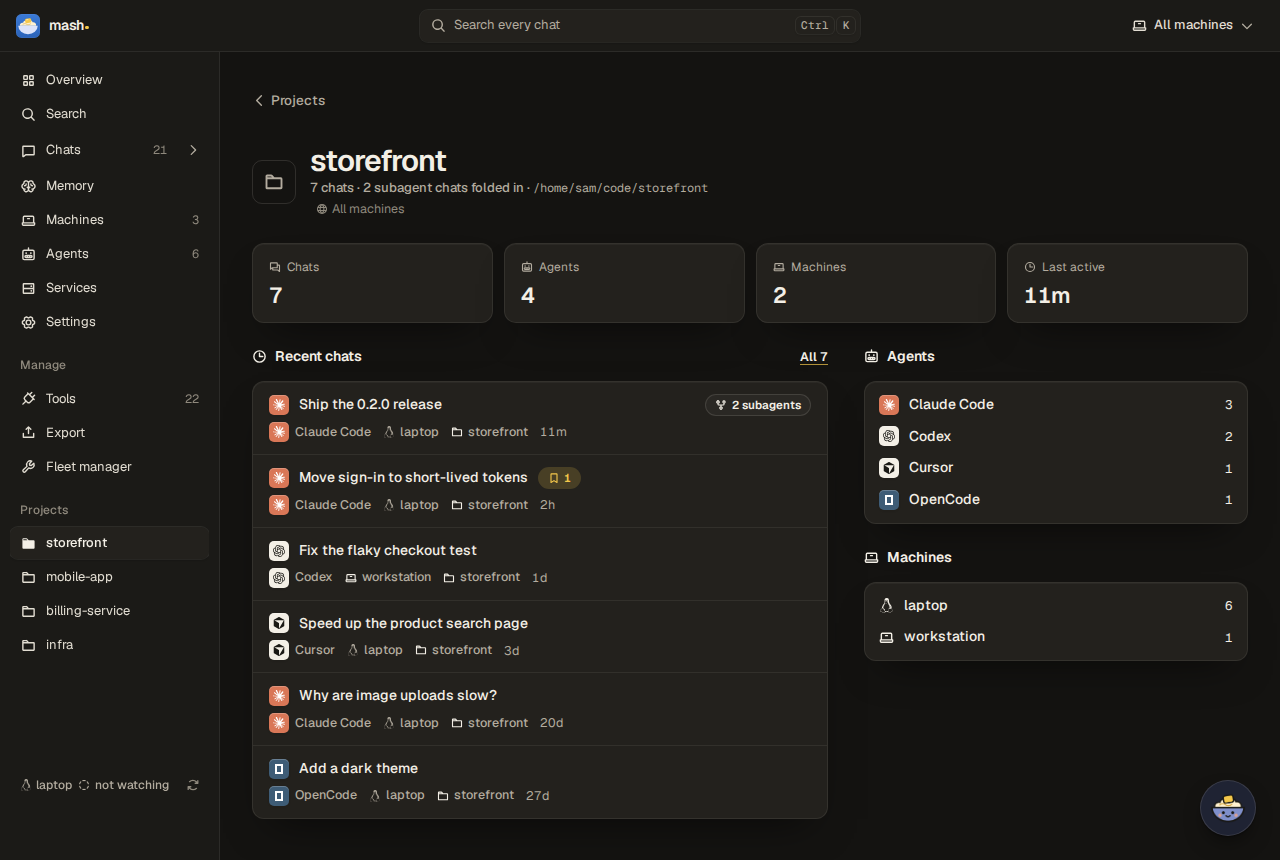 mash
Search every chat
Ctrl K
All machines
Overview
Search
Chats 21
Memory
Machines 3
Agents 6
Services
Settings
Manage
Tools 22
Export
Fleet manager
Projects
storefront
mobile-app
billing-service
infra
laptop not watching
Projects
storefront
7 chats · 2 subagent chats folded in · /home/sam/code/storefront
All machines
Chats
7
Agents
4
Machines
2
Last active
11m
Recent chats All 7
Ship the 0.2.0 release 2 subagents
Claude Code laptop storefront 11m
Move sign-in to short-lived tokens 1
Claude Code laptop storefront 2h
Fix the flaky checkout test
Codex workstation storefront 1d
Speed up the product search page
Cursor laptop storefront 3d
Why are image uploads slow?
Claude Code laptop storefront 20d
Add a dark theme
OpenCode laptop storefront 27d
Agents
Claude Code 3
Codex 2
Cursor 1
OpenCode 1
Machines
laptop 6
workstation 1